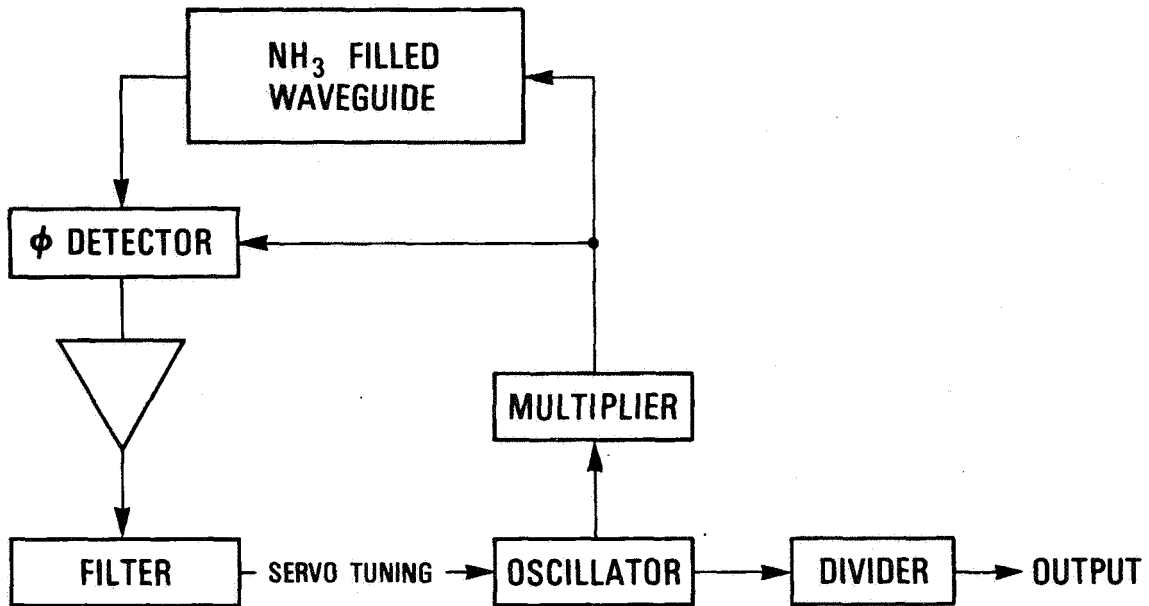 NH₃ FILLED
WAVEGUIDE
ϕ DETECTOR
MULTIPLIER
FILTER
SERVO TUNING
OSCILLATOR
DIVIDER
OUTPUT